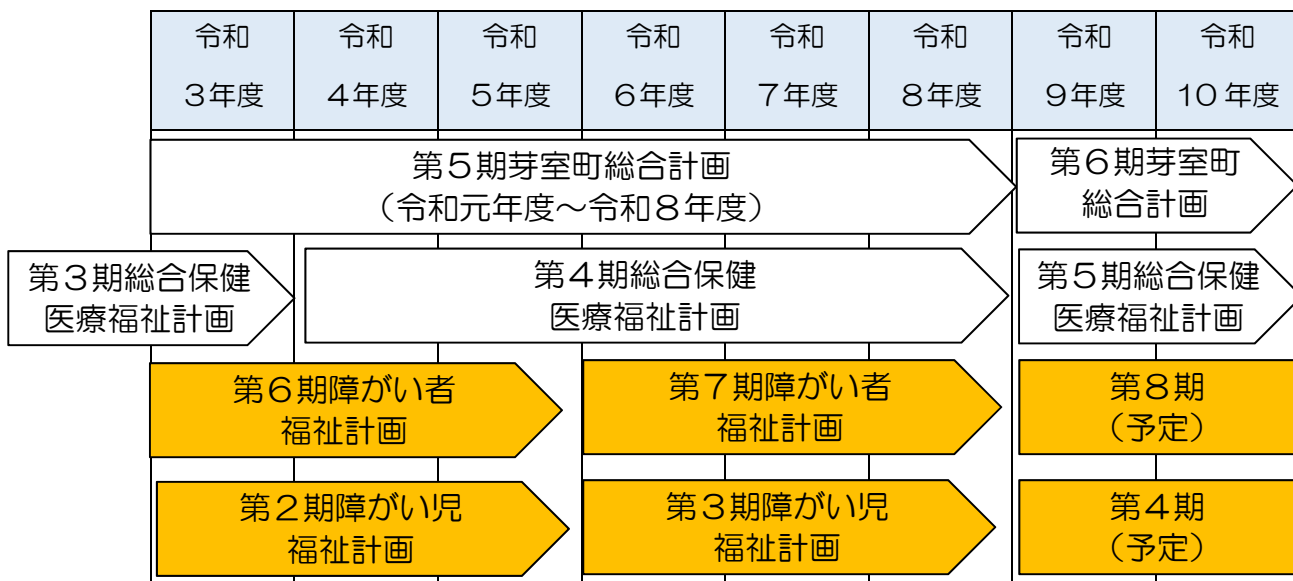 令和 令和 令和 令和 令和 令和 令和 令和
3年度 4年度 5年度 6年度 7年度 8年度 9年度 10年度
第5期芽室町総合計画
（令和元年度～令和8年度）
第6期芽室町
総合計画
第3期総合保健
医療福祉計画
第4期総合保健
医療福祉計画
第5期総合保健
医療福祉計画
第6期障がい者
福祉計画
第7期障がい者
福祉計画
第8期
（予定）
第2期障がい児
福祉計画
第3期障がい児
福祉計画
第4期
（予定）